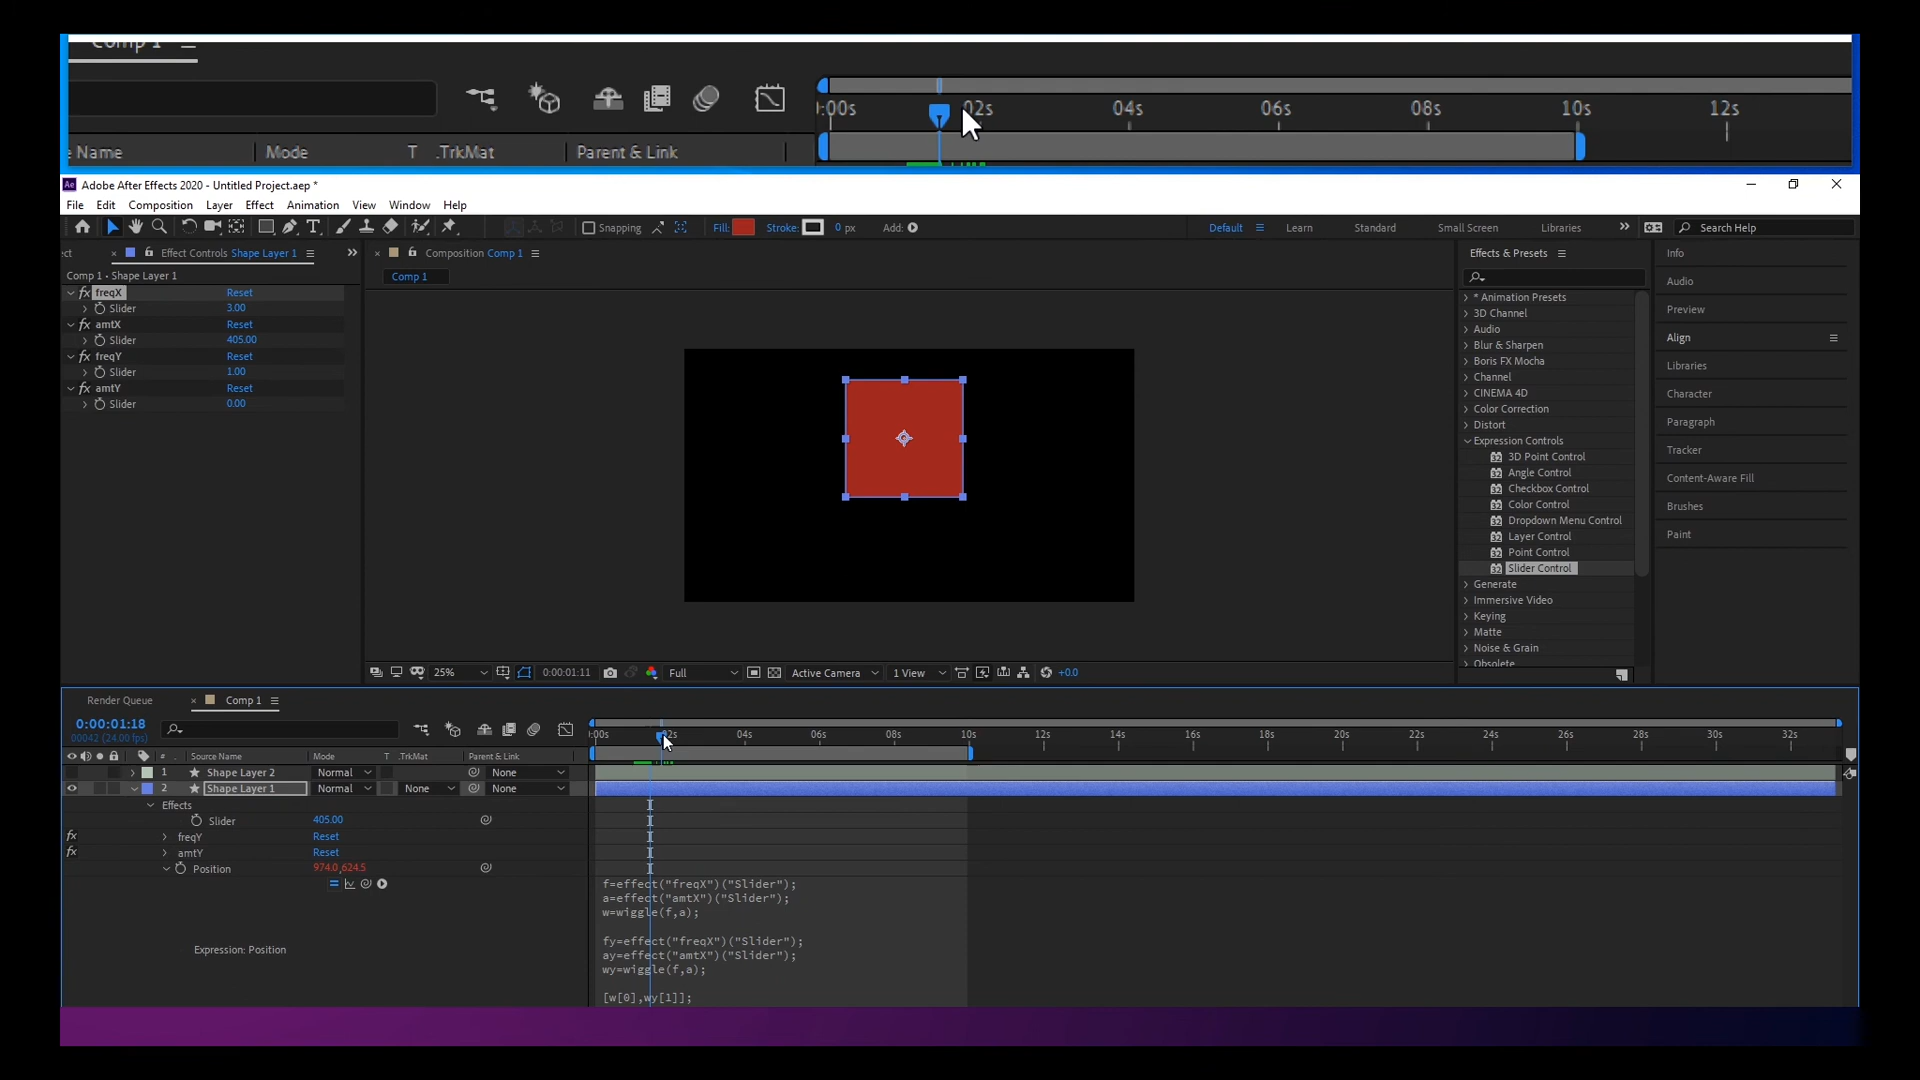 Comp 1
:00s 02s 04s 06s 08s 10s 12s
e Name Mode T .TrkMat Parent & Link
Ae Adobe After Effects 2020 - Untitled Project.aep *
File Edit Composition Layer Effect Animation View Window Help
Snapping Fill: Stroke: 0 px Add: Default Learn Standard Small Screen Libraries Search Help
ct Effect Controls Shape Layer 1
Comp 1 • Shape Layer 1
fx freqX Reset
Slider 3.00
fx amtX Reset
Slider 405.00
fx freqY Reset
Slider 1.00
fx amtY Reset
Slider 0.00
Composition Comp 1
Comp 1
25% 0:00:01:11 Full Active Camera 1 View +0.0
Effects & Presets
* Animation Presets
3D Channel
Audio
Blur & Sharpen
Boris FX Mocha
Channel
CINEMA 4D
Color Correction
Distort
Expression Controls
3D Point Control
Angle Control
Checkbox Control
Color Control
Dropdown Menu Control
Layer Control
Point Control
Slider Control
Generate
Immersive Video
Keying
Matte
Noise & Grain
Obsolete
Info
Audio
Preview
Align
Libraries
Character
Paragraph
Tracker
Content-Aware Fill
Brushes
Paint
Render Queue Comp 1
0:00:01:18
00042 (24.00 fps)
:00s 02s 04s 06s 08s 10s 12s 14s 16s 18s 20s 22s 24s 26s 28s 30s 32s
# Source Name Mode T .TrkMat Parent & Link
1 Shape Layer 2 Normal None
2 Shape Layer 1 Normal None None
Effects
Slider 405.00
fx freqY Reset
fx amtY Reset
Position 974.0,624.5
Expression: Position
f=effect("freqX")("Slider");
a=effect("amtX")("Slider");
w=wiggle(f,a);
fy=effect("freqX")("Slider");
ay=effect("amtX")("Slider");
wy=wiggle(f,a);
[w[0],wy[1]];